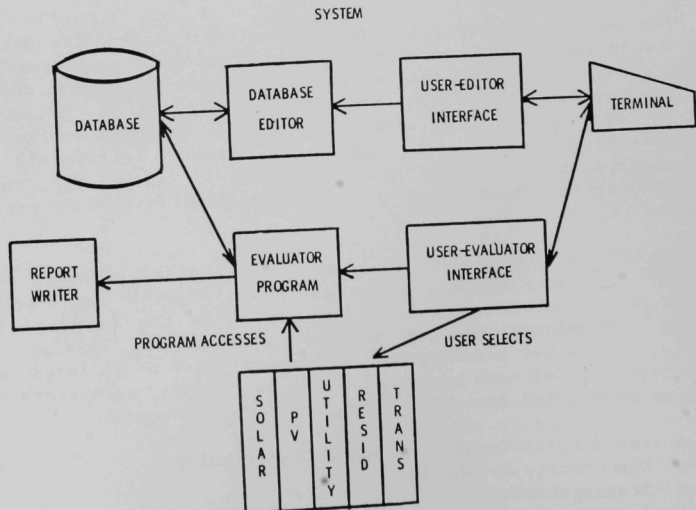 SYSTEM
DATABASE
DATABASE
EDITOR
USER-EDITOR
INTERFACE
TERMINAL
REPORT
WRITER
EVALUATOR
PROGRAM
USER-EVALUATOR
INTERFACE
PROGRAM ACCESSES
USER SELECTS
SOLAR
PV
UTILITY
RESID
TRANS